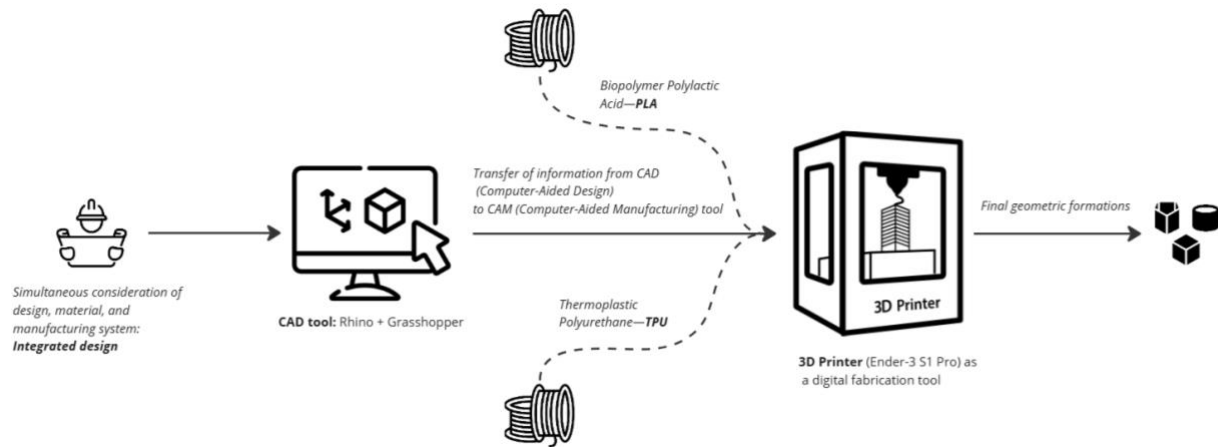 Simultaneous consideration of
design, material, and
manufacturing system:
Integrated design
CAD tool: Rhino + Grasshopper
Biopolymer Polylactic
Acid—PLA
Transfer of information from CAD
(Computer-Aided Design)
to CAM (Computer-Aided Manufacturing) tool
Thermoplastic
Polyurethane—TPU
3D Printer
3D Printer (Ender-3 S1 Pro) as
a digital fabrication tool
Final geometric formations